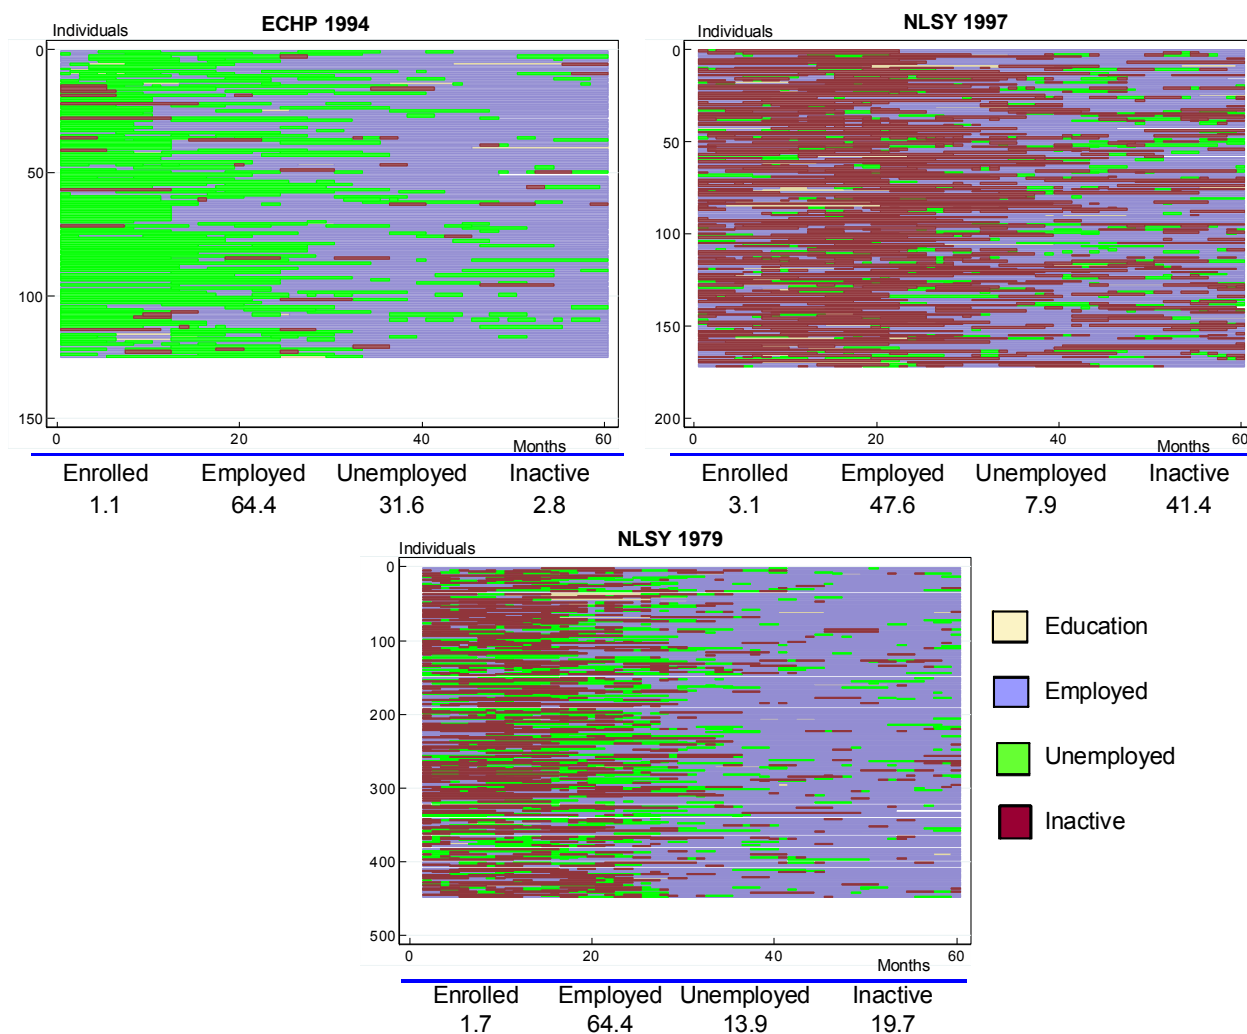 ECHP 1994
Individuals
0
50
100
150
0 20 40 60
Months
Enrolled Employed Unemployed Inactive
1.1 64.4 31.6 2.8
NLSY 1997
Individuals
0
50
100
150
200
0 20 40 60
Months
Enrolled Employed Unemployed Inactive
3.1 47.6 7.9 41.4
NLSY 1979
Individuals
0
100
200
300
400
500
0 20 40 60
Months
Enrolled Employed Unemployed Inactive
1.7 64.4 13.9 19.7
Education
Employed
Unemployed
Inactive